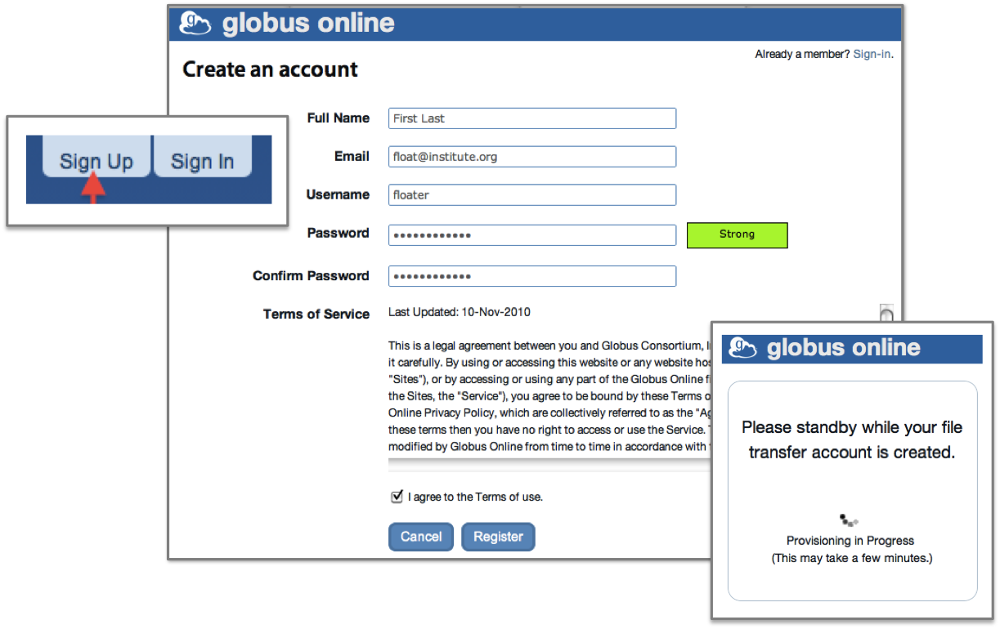 globus online
Already a member? Sign-in.
Create an account
Sign Up
Sign In
Full Name
First Last
Email
float@institute.org
Username
floater
Password
••••••••••••
Strong
Confirm Password
••••••••••••
Terms of Service
Last Updated: 10-Nov-2010
This is a legal agreement between you and Globus Consortium,
it carefully. By using or accessing this website or any website
"Sites"), or by accessing or using any part of the Globus Online
the Sites, the "Service"), you agree to be bound by these Terms
Online Privacy Policy, which are collectively referred to as the
these terms then you have no right to access or use the Service.
modified by Globus Online from time to time in accordance with
I agree to the Terms of use.
Cancel
Register
g globus online
Please standby while your file
transfer account is created.
Provisioning in Progress
(This may take a few minutes.)